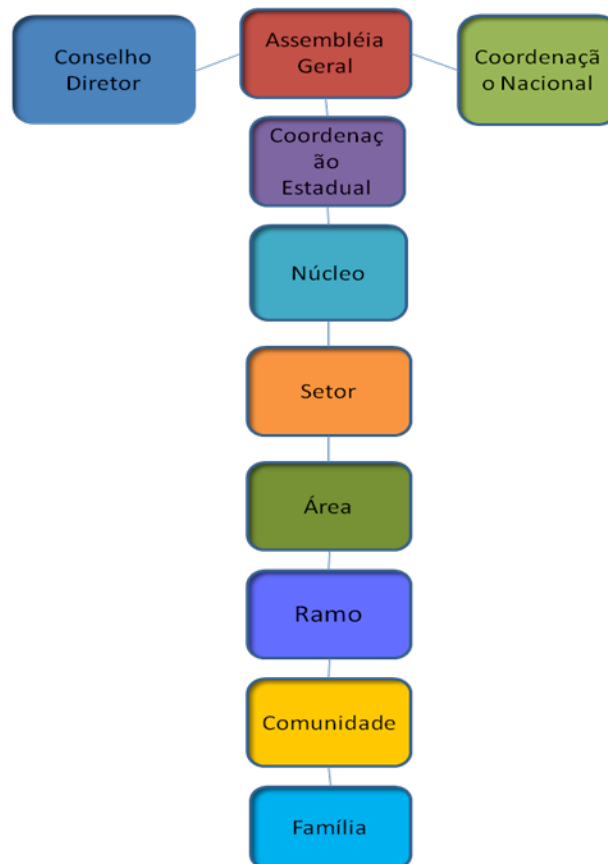 Conselho
Diretor
Assembléia
Geral
Coordenaçã
o Nacional
Coordenaç
ão
Estadual
Núcleo
Setor
Área
Ramo
Comunidade
Família